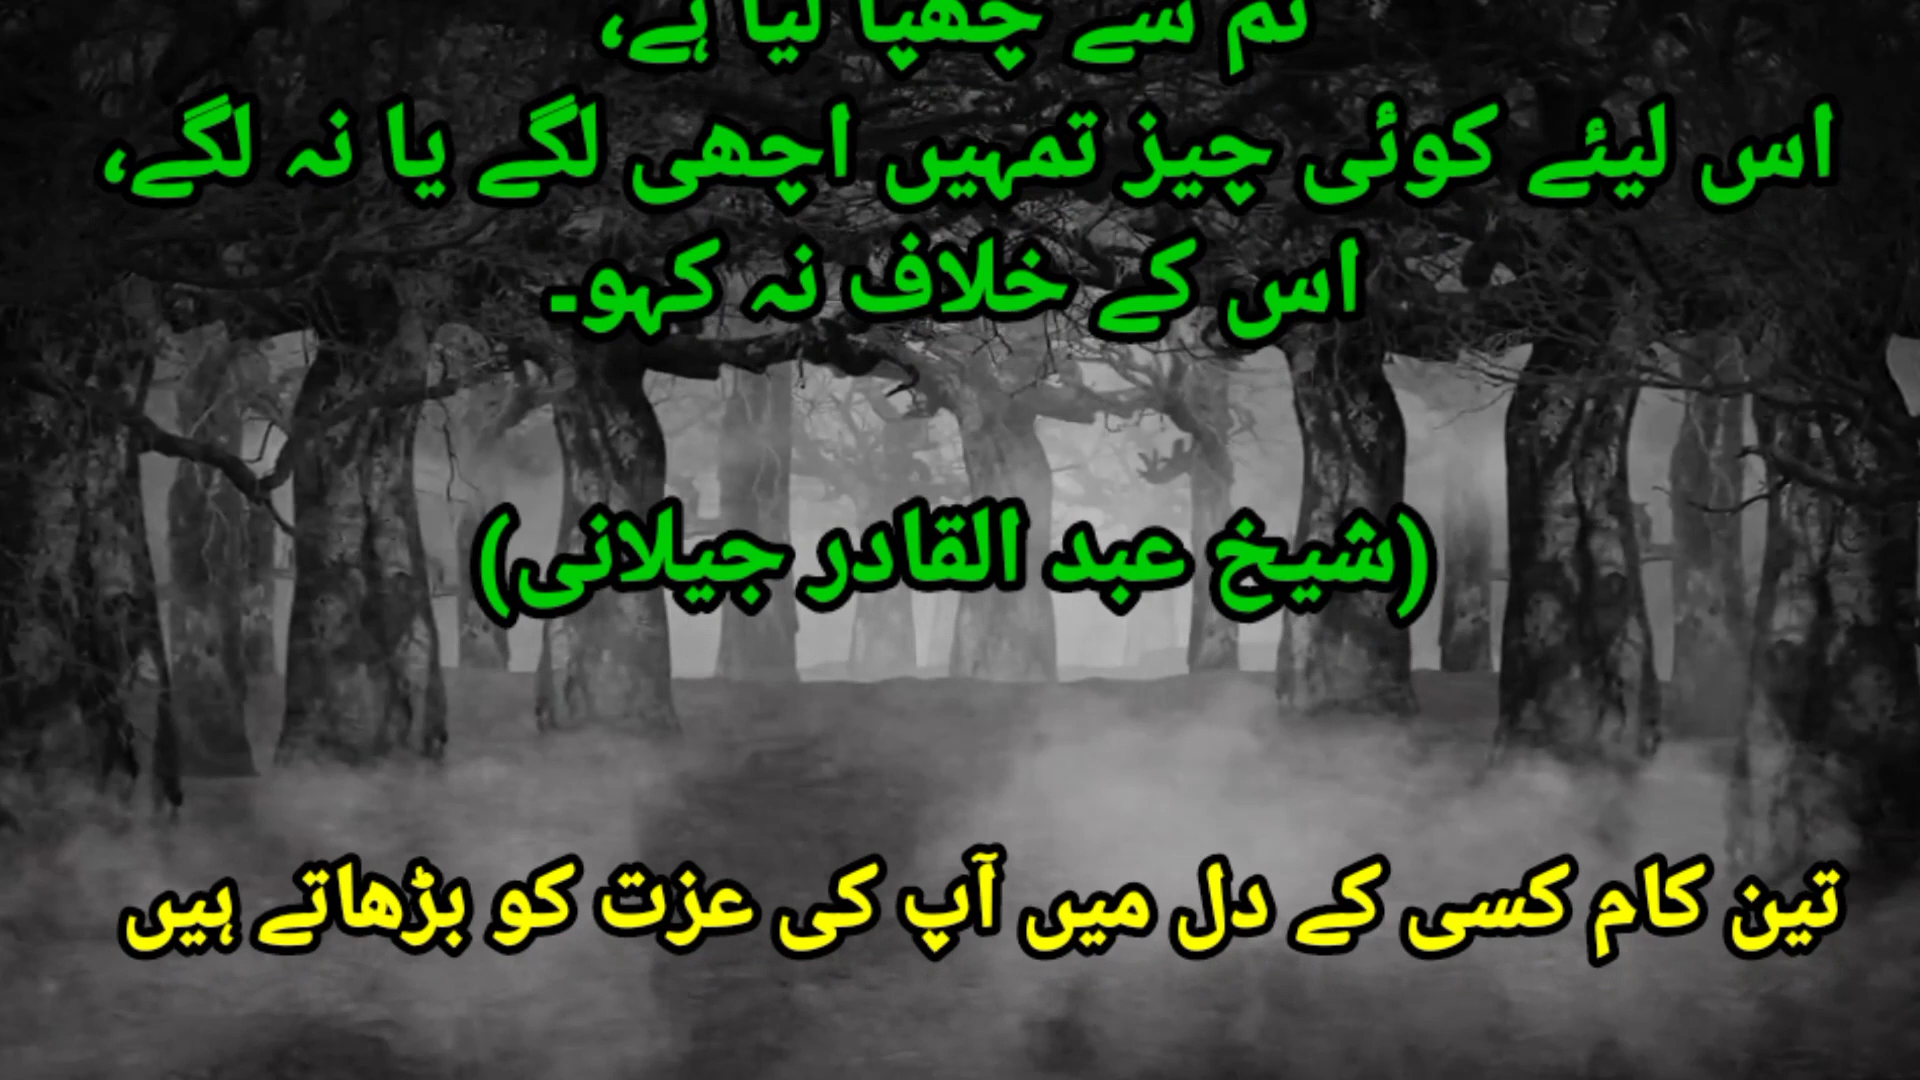 تم سے چھپا لیا ہے،
اس لیئے کوئی چیز تمہیں اچھی لگے یا نہ لگے،
اس کے خلاف نہ کہو۔
(شیخ عبد القادر جیلانی)
تین کام کسی کے دل میں آپ کی عزت کو بڑھاتے ہیں